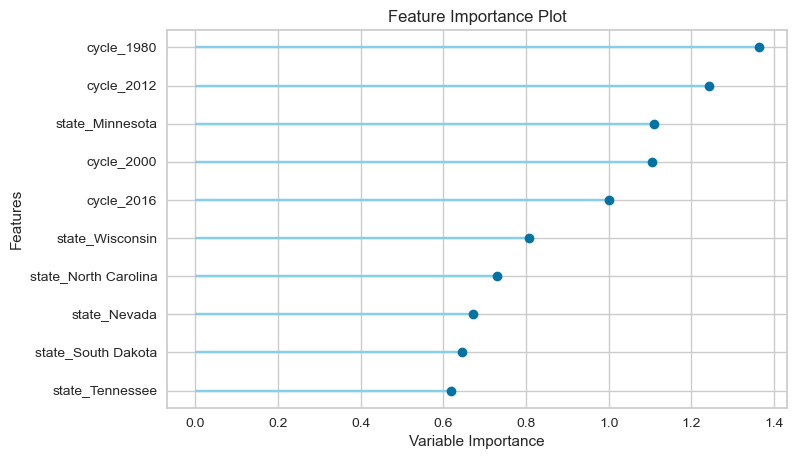 Feature Importance Plot
Features
cycle_1980
cycle_2012
state_Minnesota
cycle_2000
cycle_2016
state_Wisconsin
state_North Carolina
state_Nevada
state_South Dakota
state_Tennessee
0.0 0.2 0.4 0.6 0.8 1.0 1.2 1.4
Variable Importance